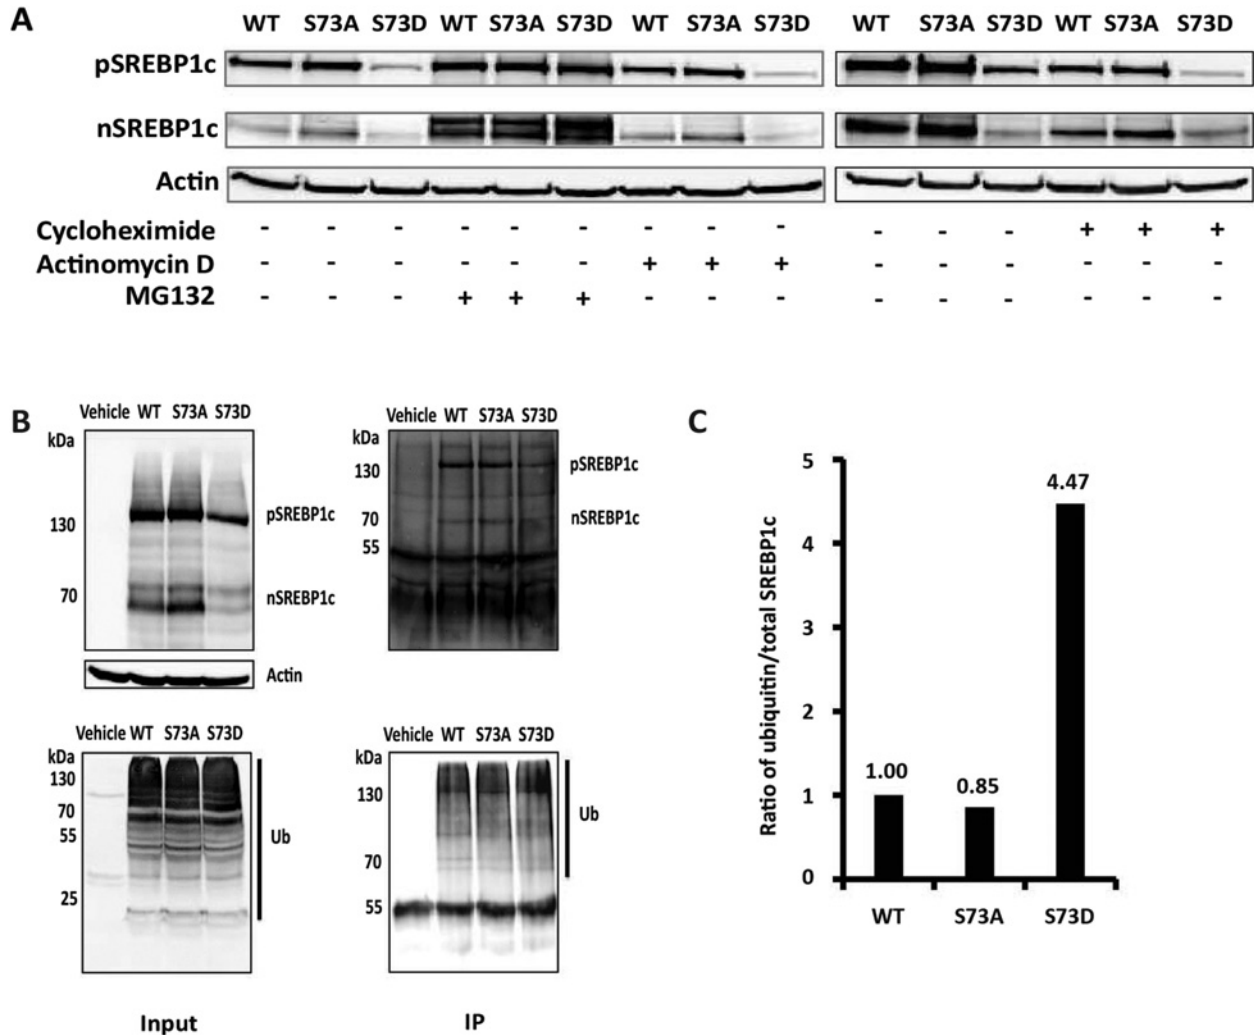 A
WT S73A S73D WT S73A S73D WT S73A S73D WT S73A S73D WT S73A S73D
pSREBP1c
nSREBP1c
Actin
Cycloheximide - - - - - - - - - - - - + + +
Actinomycin D - - - - - - + + + - - - - - -
MG132 - - - + + + - - - - - - - - -
B
Vehicle WT S73A S73D
kDa
130
70
pSREBP1c
nSREBP1c
Actin
Vehicle WT S73A S73D
kDa
130
70
55
pSREBP1c
nSREBP1c
Vehicle WT S73A S73D
kDa
130
70
55
25
Ub
Input
Vehicle WT S73A S73D
kDa
130
70
55
Ub
IP
C
Ratio of ubiquitin/total SREBP1c
5
4
3
2
1
0
1.00
0.85
4.47
WT S73A S73D